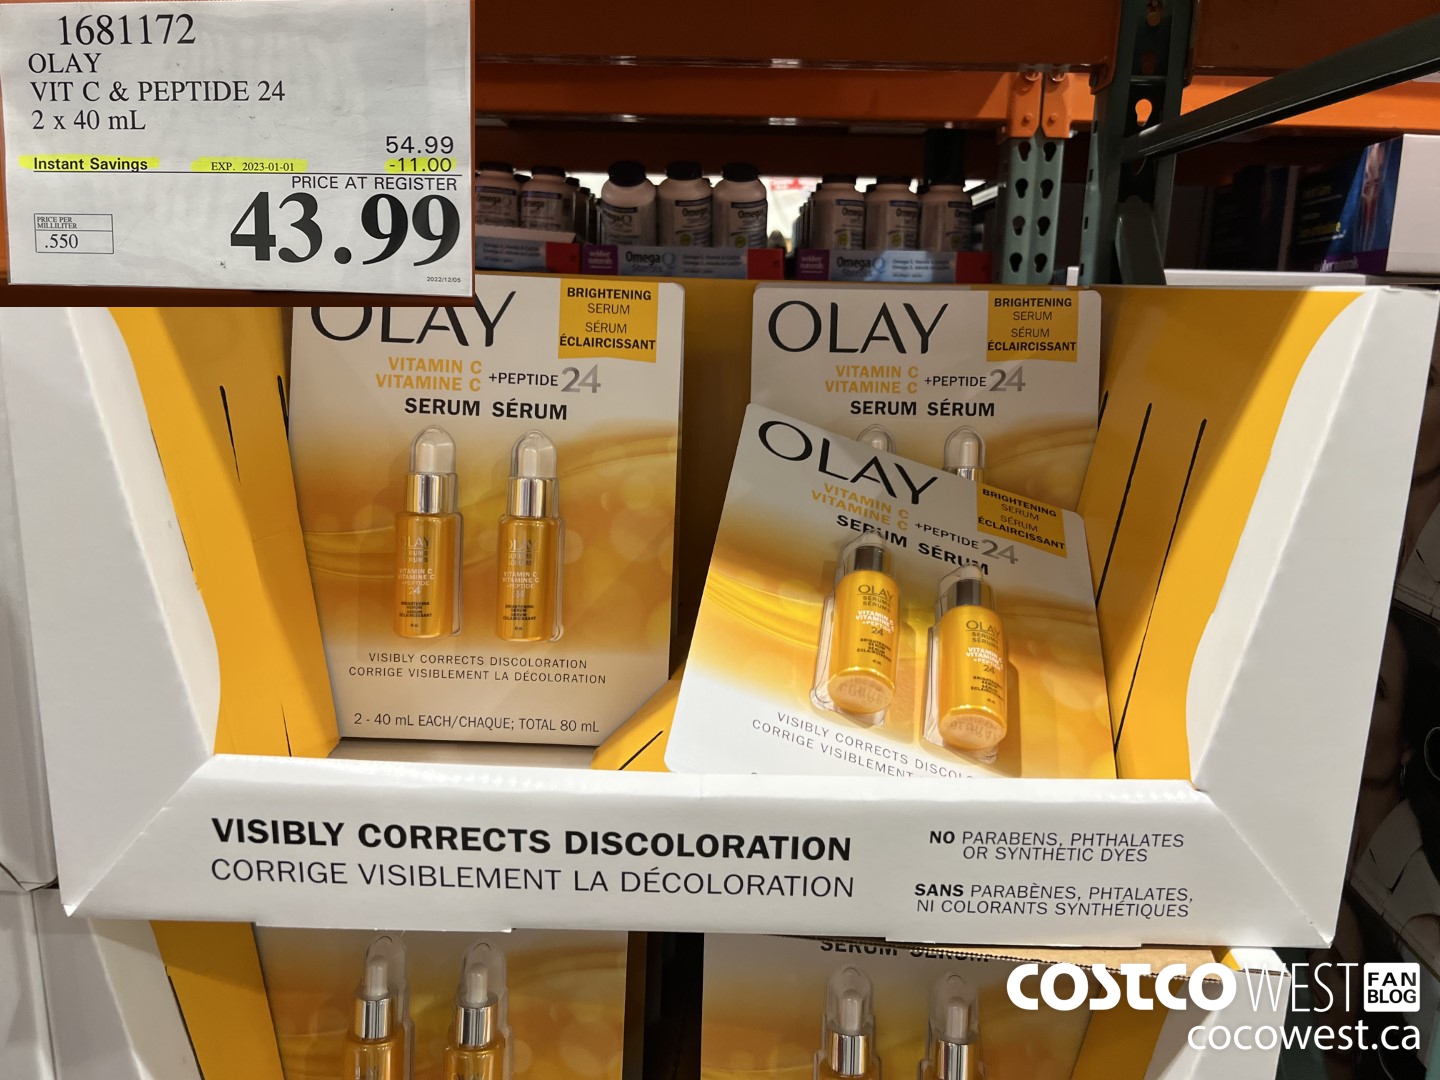 1681172
OLAY
VIT C & PEPTIDE 24
2 x 40 mL
54.99
Instant Savings EXP. 2023-01-01 -11.00
PRICE AT REGISTER
43.99
PRICE PER
MILLILITER
.550
2022/12/05
OLAY
BRIGHTENING
SERUM
SÉRUM
ÉCLAIRCISSANT
VITAMIN C
VITAMINE C
+PEPTIDE 24
SERUM SÉRUM
VISIBLY CORRECTS DISCOLORATION
CORRIGE VISIBLEMENT LA DÉCOLORATION
2 - 40 mL EACH/CHAQUE; TOTAL 80 mL
OLAY
BRIGHTENING
SERUM
SÉRUM
ÉCLAIRCISSANT
VITAMIN C
VITAMINE C
+PEPTIDE 24
SERUM SÉRUM
OLAY
BRIGHTENING
SERUM
SÉRUM
ÉCLAIRCISSANT
VITAMIN C
VITAMINE C
+PEPTIDE 24
SERUM SÉRUM
VISIBLY CORRECTS
CORRIGE VISIBLEMENT
VISIBLY CORRECTS DISCOLORATION
CORRIGE VISIBLEMENT LA DÉCOLORATION
NO PARABENS, PHTHALATES
OR SYNTHETIC DYES
SANS PARABÈNES, PHTALATES,
NI COLORANTS SYNTHÉTIQUES
SERUM SÉRUM
COSTCO WEST FAN BLOG
cocowest.ca